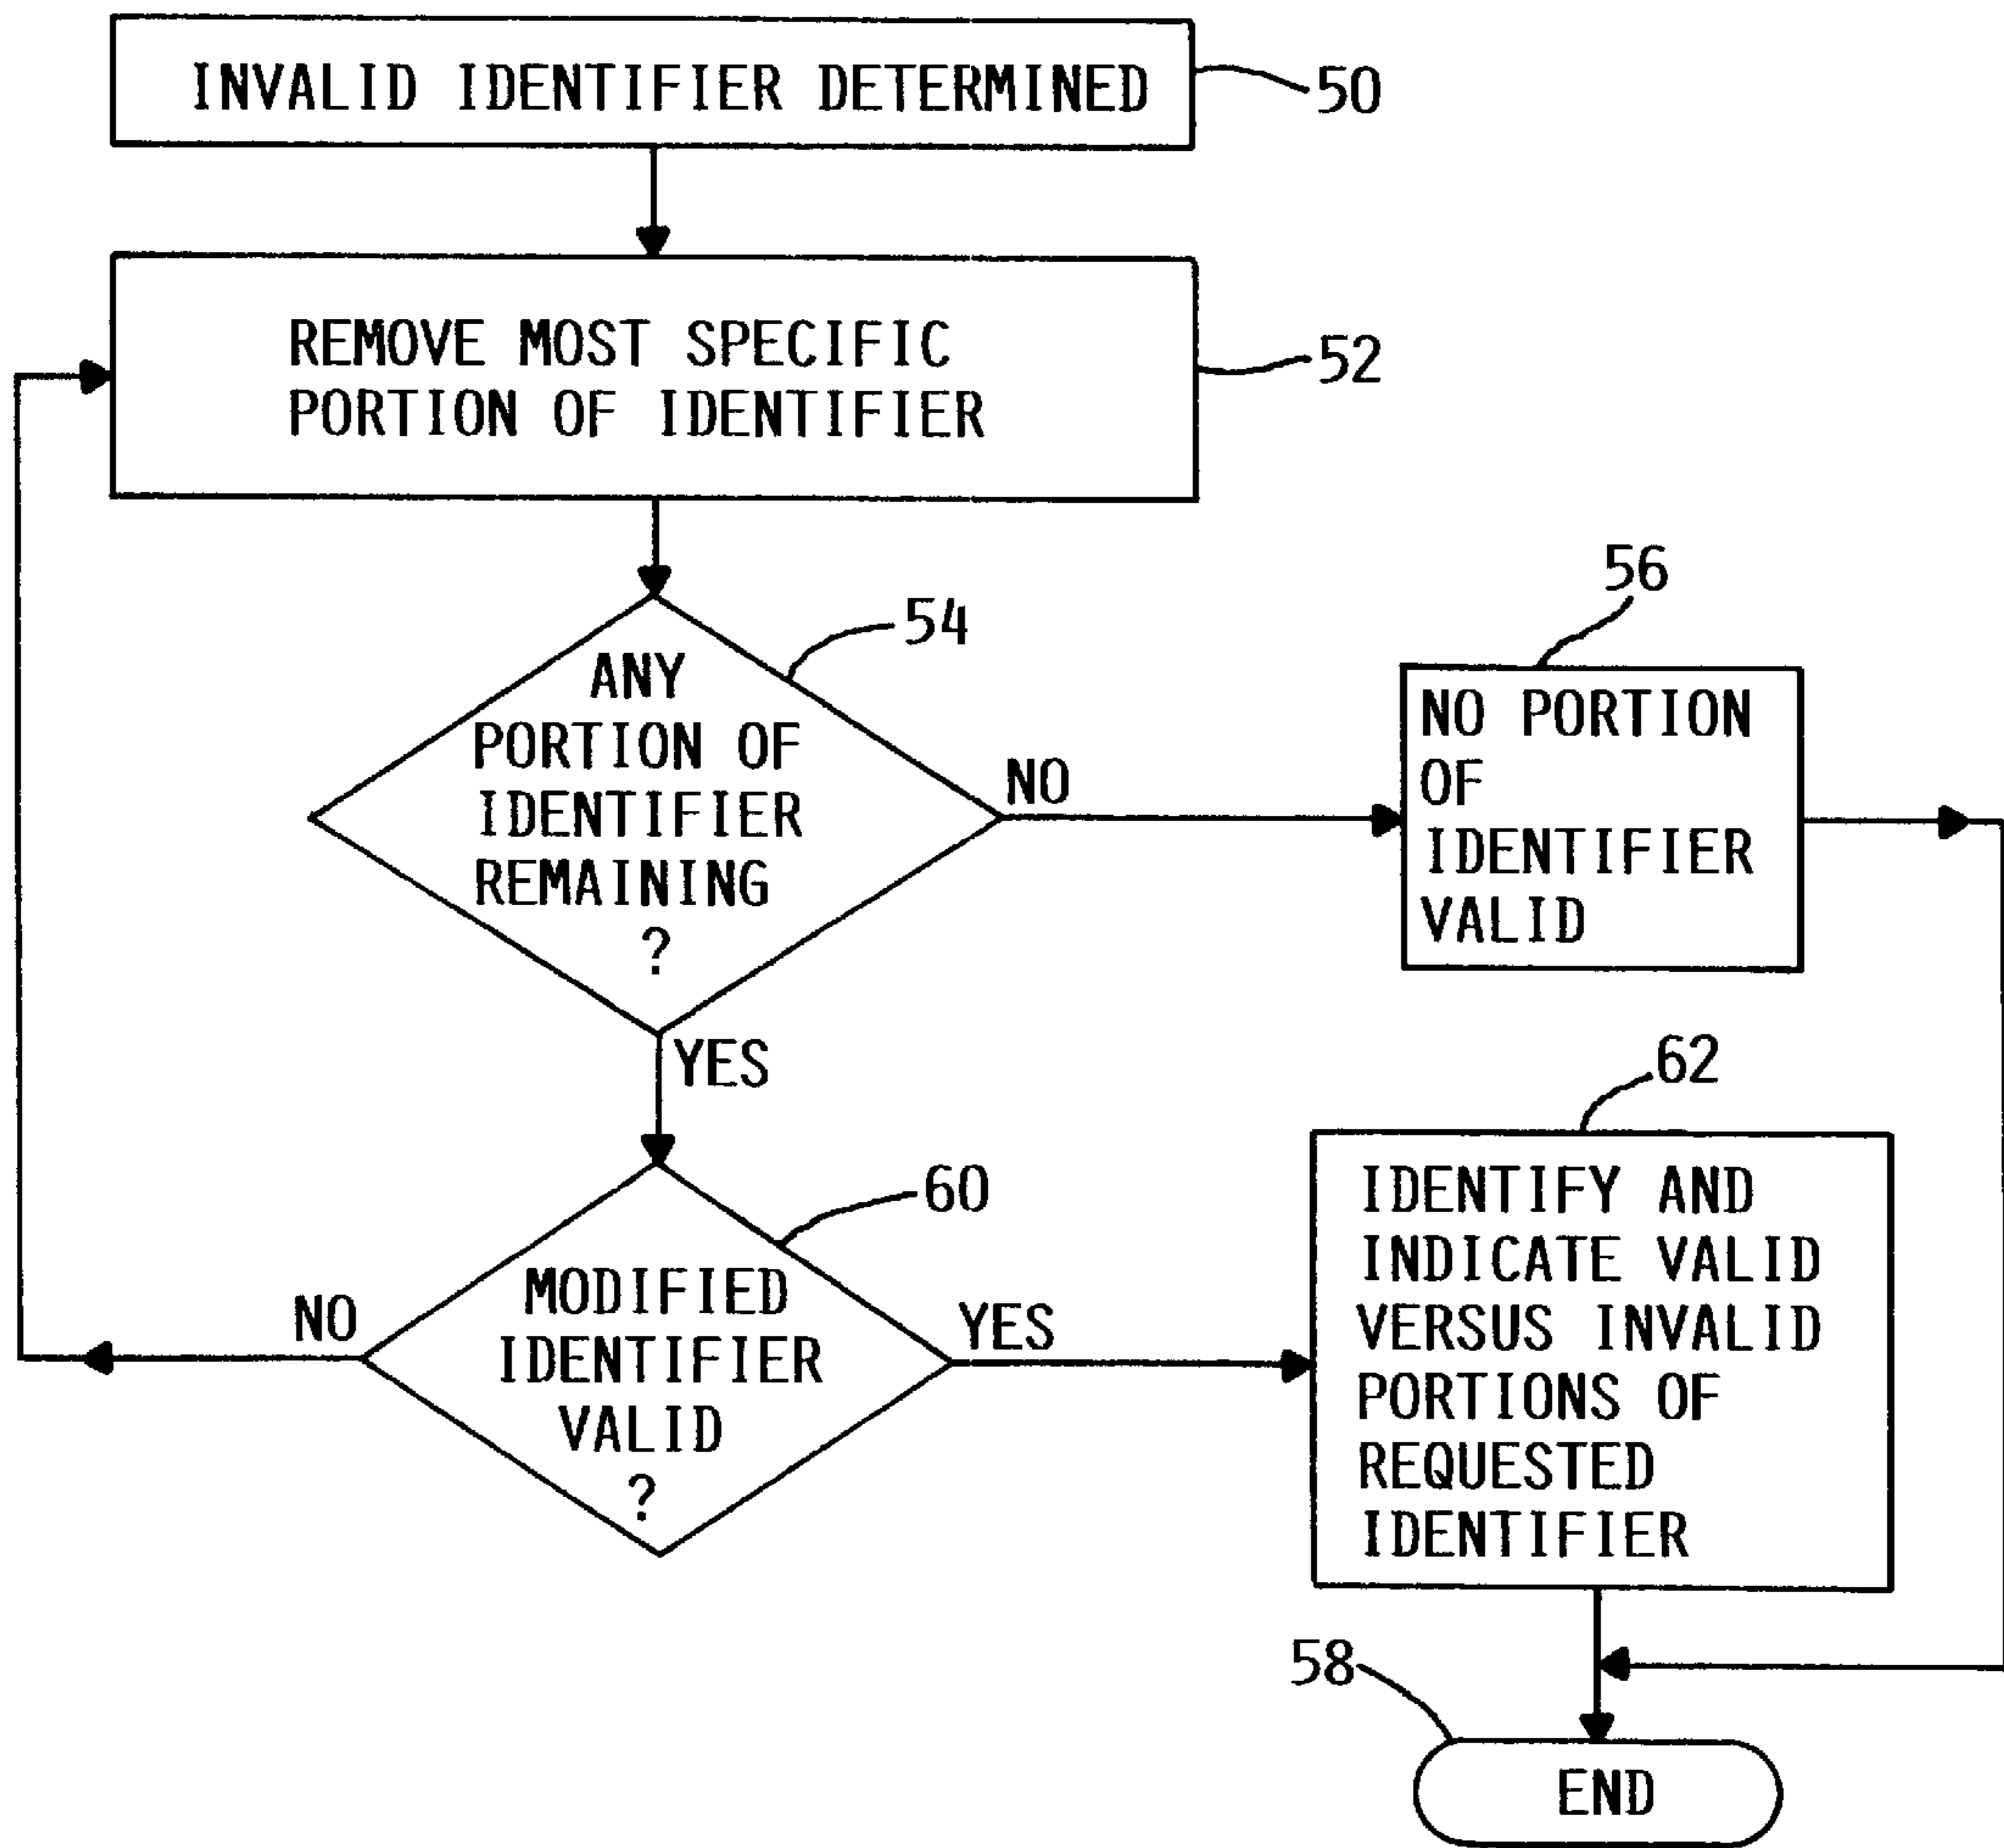 INVALID IDENTIFIER DETERMINED
50
REMOVE MOST SPECIFIC
PORTION OF IDENTIFIER
52
54
ANY
PORTION OF
IDENTIFIER
REMAINING
?
NO
56
NO PORTION
OF
IDENTIFIER
VALID
YES
60
MODIFIED
IDENTIFIER
VALID
?
NO
YES
62
IDENTIFY AND
INDICATE VALID
VERSUS INVALID
PORTIONS OF
REQUESTED
IDENTIFIER
58
END